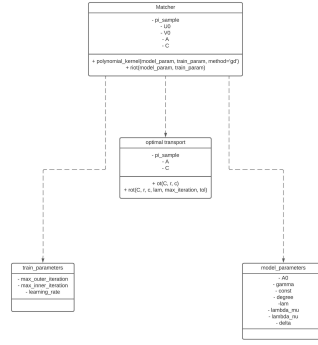 Matcher
- pi_sample
- U0
- V0
- A
- C
+ polynomial_kernel(model_param, train_param, method='gd')
+ riot(model_param, train_param)
optimal transport
- pi_sample
- A
- C
+ ot(C, r, c)
+ rot(C, r, c, lam, max_iteration, tol)
train_parameters
- max_outer_iteration
- max_inner_iteration
- learning_rate
model_parameters
- A0
- gamma
- const
- degree
-lam
- lambda_mu
- lambda_nu
- delta